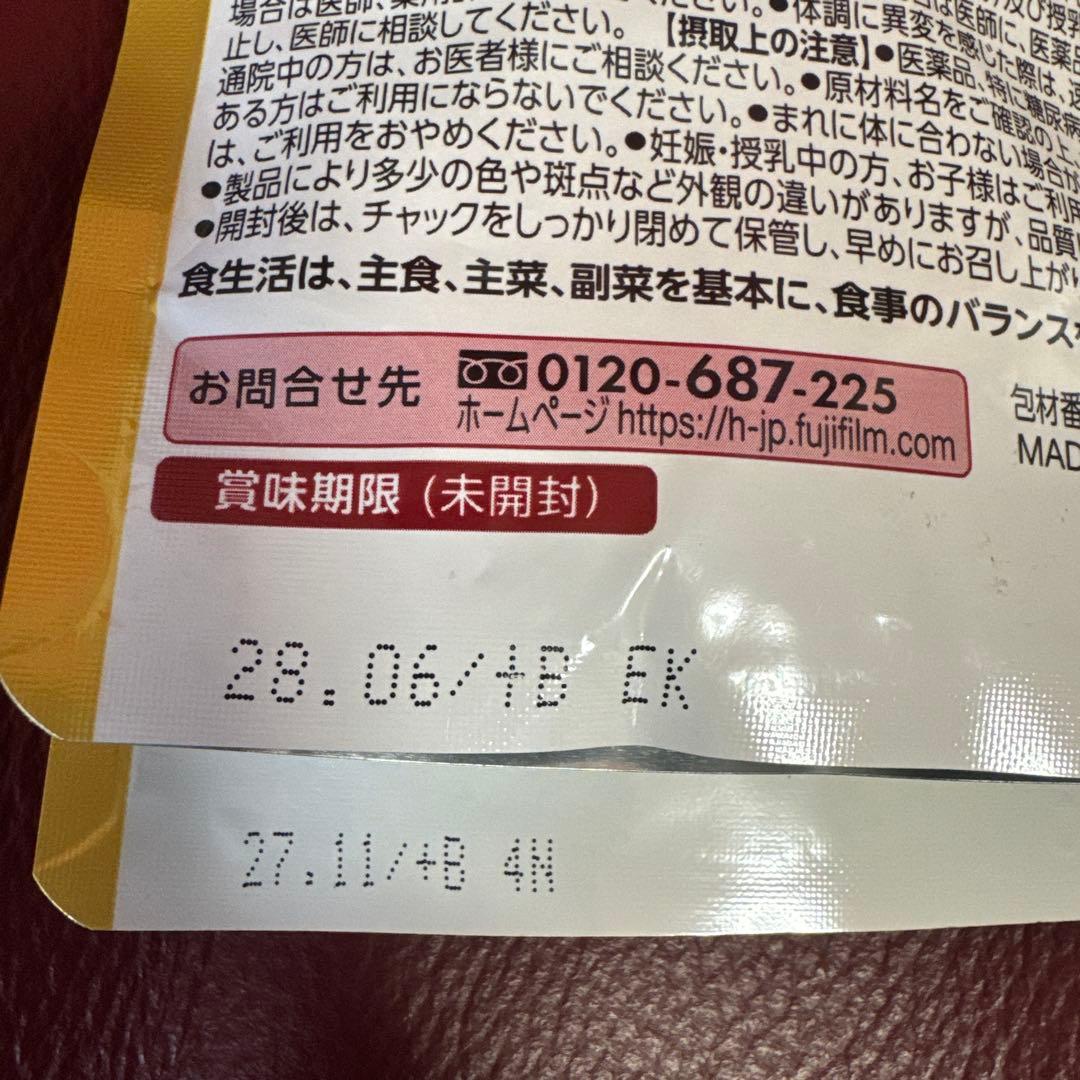 場合は医師、薬剤
止し、医師に相談してください。【摂取上の注意】●医薬品、特に糖尿病
通院中の方は、お医者様にご相談ください。●原材料名をご確認の上、
ある方はご利用にならないでください。●まれに体に合わない場合が
は、ご利用をおやめください。●妊娠・授乳中の方、お子様はご利用
●製品により多少の色や斑点など外観の違いがありますが、品質
●開封後は、チャックをしっかり閉めて保管し、早めにお召し上がり
食生活は、主食、主菜、副菜を基本に、食事のバランス
お問合せ先
0120-687-225
ホームページ https://h-jp.fujifilm.com
包材番
MAD
賞味期限（未開封）
28.06/+B EK
27.11/+B 4H